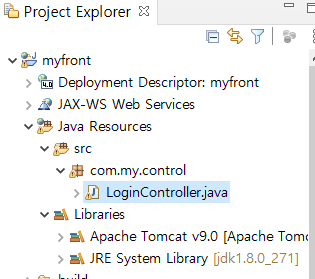 Project Explorer
myfront
Deployment Descriptor: myfront
JAX-WS Web Services
Java Resources
src
com.my.control
LoginController.java
Libraries
Apache Tomcat v9.0 [Apache Tomc
JRE System Library [jdk1.8.0_271]
build